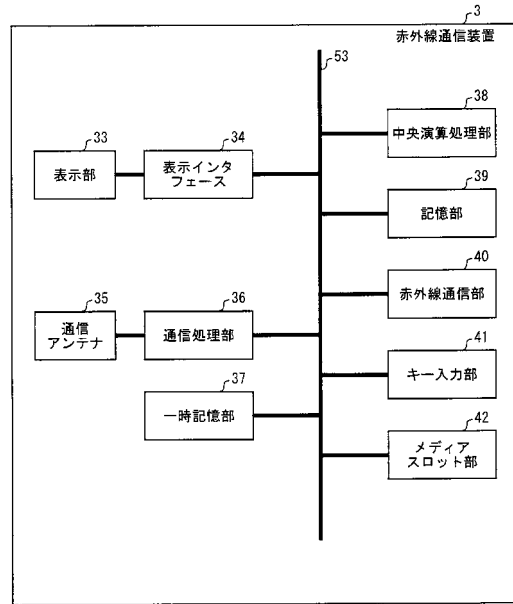 3
赤外線通信装置
53
33
表示部
34
表示インタ
フェース
38
中央演算処理部
39
記憶部
40
赤外線通信部
35
通信
アンテナ
36
通信処理部
41
キー入力部
37
一時記憶部
42
メディア
スロット部